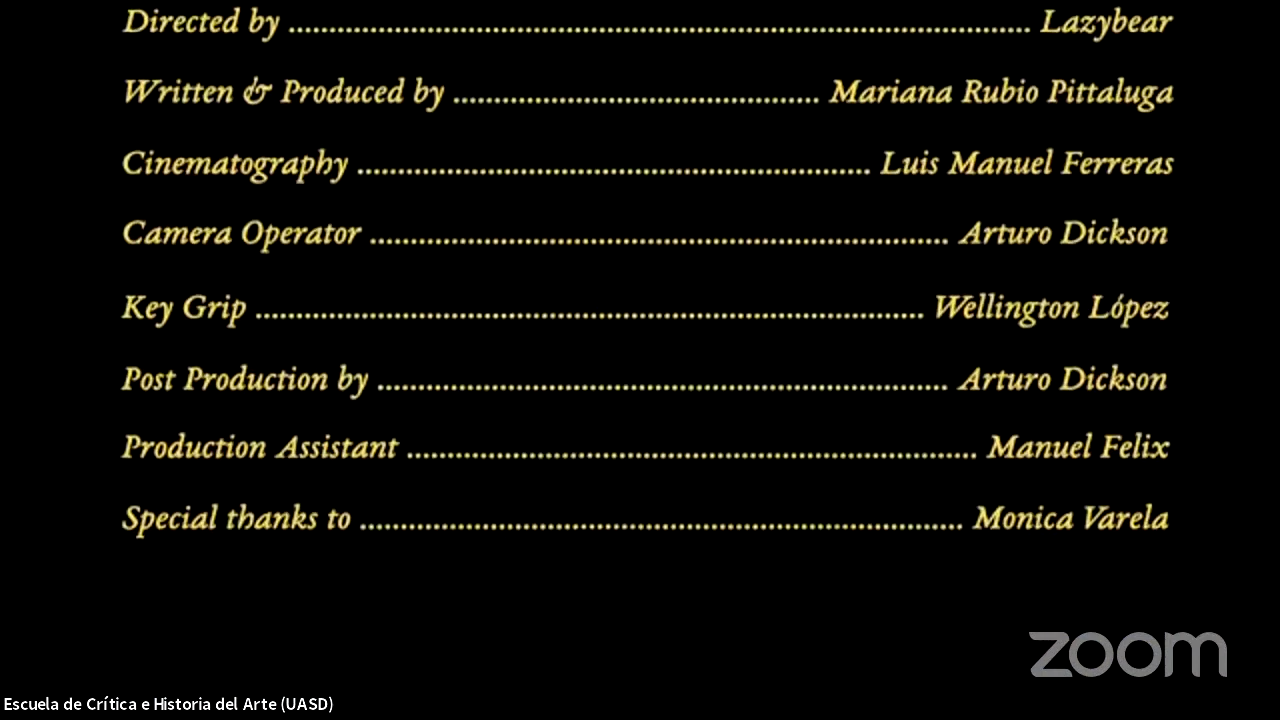 Directed by ........................................................................................... Lazybear
Written & Produced by ............................................. Mariana Rubio Pittaluga
Cinematography ............................................................... Luis Manuel Ferreras
Camera Operator ....................................................................... Arturo Dickson
Key Grip .................................................................................. Wellington López
Post Production by ...................................................................... Arturo Dickson
Production Assistant ...................................................................... Manuel Felix
Special thanks to .......................................................................... Monica Varela
zoom
Escuela de Crítica e Historia del Arte (UASD)